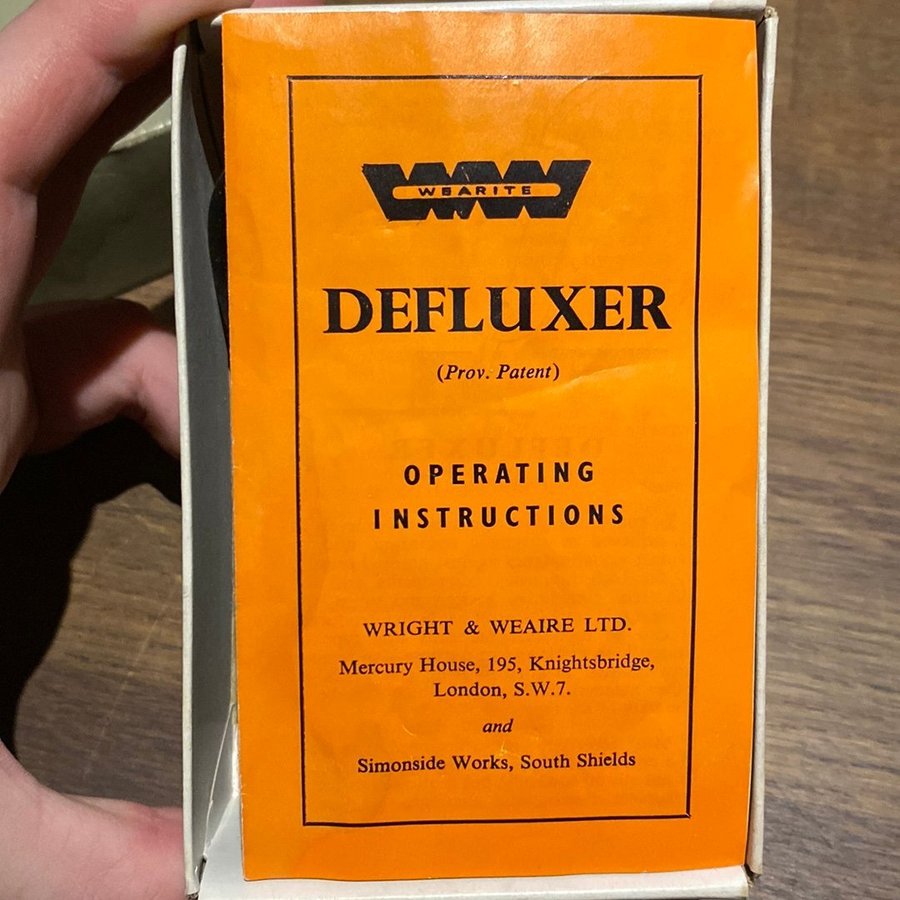 WEARITE
DEFLUXER
(Prov. Patent)
OPERATING
INSTRUCTIONS
WRIGHT & WEAIRE LTD.
Mercury House, 195, Knightsbridge,
London, S.W.7.
and
Simonside Works, South Shields